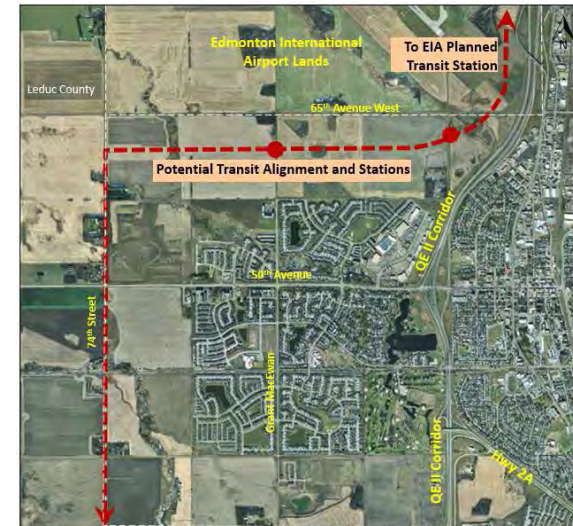 Edmonton International
Airport Lands
To EIA Planned
Transit Station
N
Leduc County
65th Avenue West
Potential Transit Alignment and Stations
QE II Corridor
50th Avenue
74th Street
Grant MacEwan
QE II Corridor
Hwy 2A